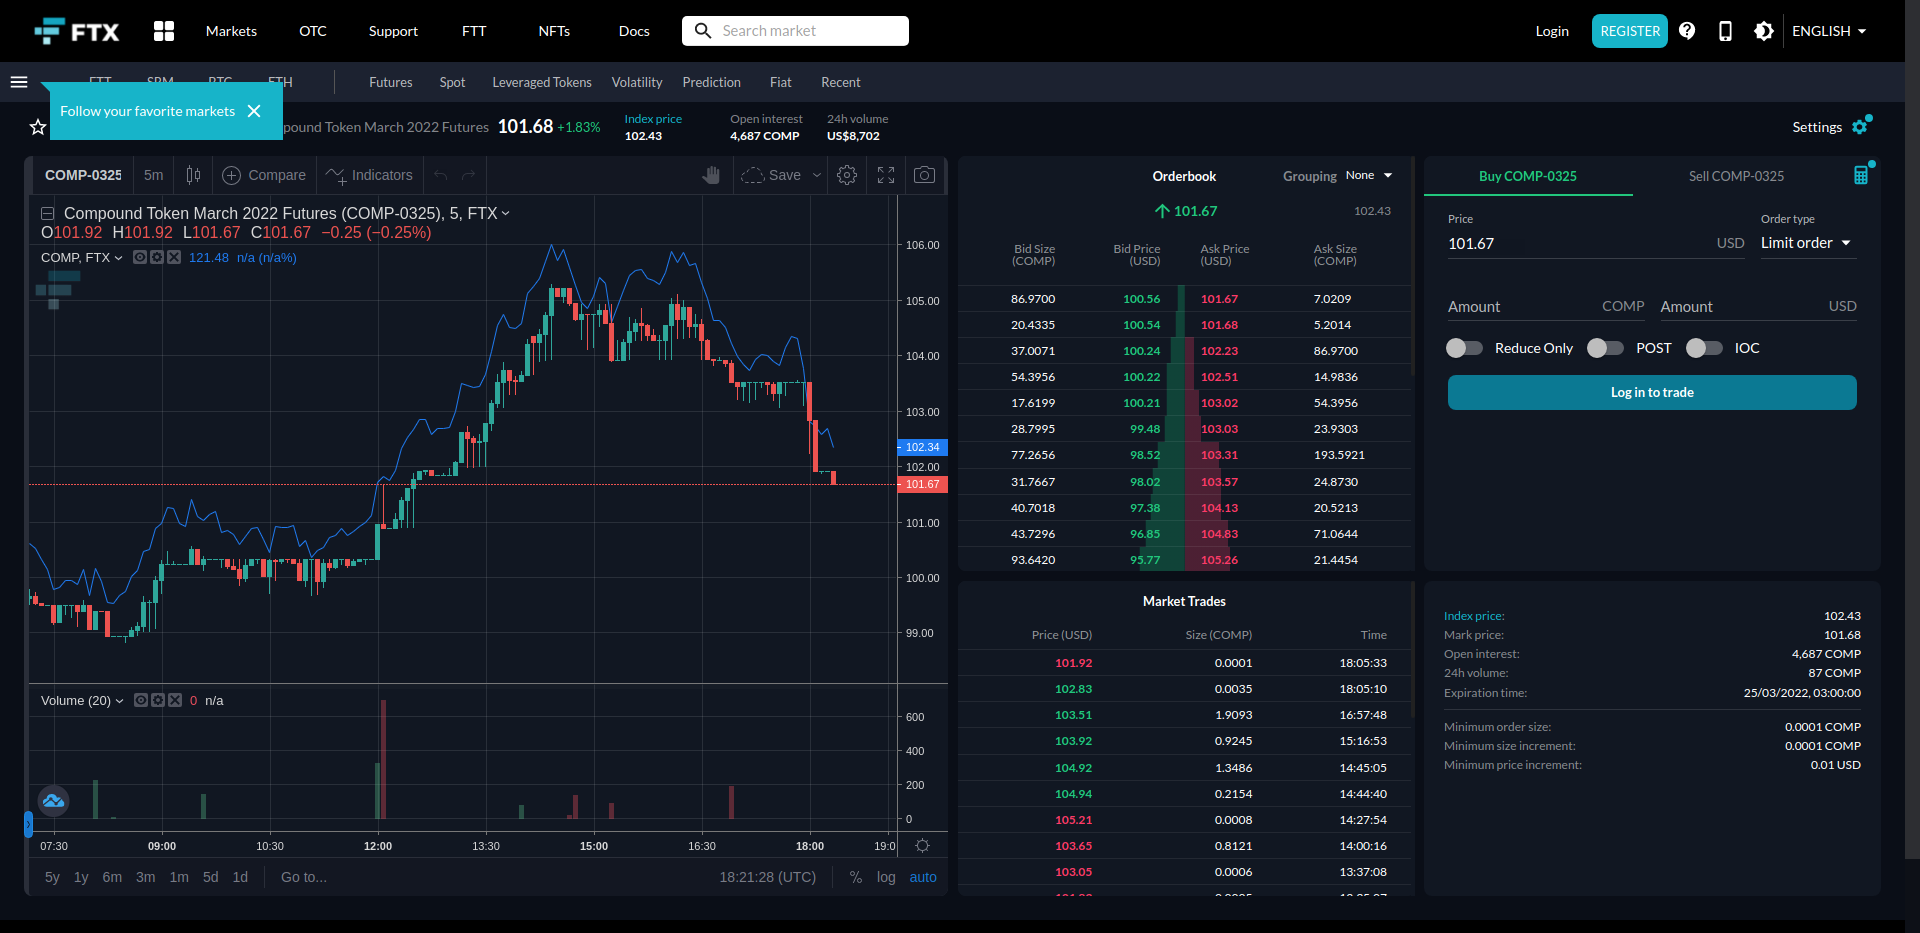 FTX Markets OTC Support FTT NFTs Docs Search market Login REGISTER ENGLISH
FTT SRM BTC ETH Futures Spot Leveraged Tokens Volatility Prediction Fiat Recent
Follow your favorite markets
pound Token March 2022 Futures 101.68 +1.83%
Index price
102.43
Open interest
4,687 COMP
24h volume
US$8,702
Settings
COMP-0325 5m Compare Indicators Save
Compound Token March 2022 Futures (COMP-0325), 5, FTX
O101.92 H101.92 L101.67 C101.67 −0.25 (−0.25%)
COMP, FTX 121.48 n/a (n/a%)
106.00
105.00
104.00
103.00
102.34
102.00
101.67
101.00
100.00
99.00
Volume (20) 0 n/a
600
400
200
0
07:30 09:00 10:30 12:00 13:30 15:00 16:30 18:00 19:0
5y 1y 6m 3m 1m 5d 1d Go to... 18:21:28 (UTC) % log auto
Orderbook Grouping None
101.67 102.43
Bid Size Bid Price Ask Price Ask Size
(COMP) (USD) (USD) (COMP)
86.9700 100.56 101.67 7.0209
20.4335 100.54 101.68 5.2014
37.0071 100.24 102.23 86.9700
54.3956 100.22 102.51 14.9836
17.6199 100.21 103.02 54.3956
28.7995 99.48 103.03 23.9303
77.2656 98.52 103.31 193.5921
31.7667 98.02 103.57 24.8730
40.7018 97.38 104.13 20.5213
43.7296 96.85 104.83 71.0644
93.6420 95.77 105.26 21.4454
Market Trades
Price (USD) Size (COMP) Time
101.92 0.0001 18:05:33
102.83 0.0035 18:05:10
103.51 1.9093 16:57:48
103.92 0.9245 15:16:53
104.92 1.3486 14:45:05
104.94 0.2154 14:44:40
105.21 0.0008 14:27:54
103.65 0.8121 14:00:16
103.05 0.0006 13:37:08
Buy COMP-0325 Sell COMP-0325
Price Order type
101.67 USD Limit order
Amount COMP Amount USD
Reduce Only POST IOC
Log in to trade
Index price: 102.43
Mark price: 101.68
Open interest: 4,687 COMP
24h volume: 87 COMP
Expiration time: 25/03/2022, 03:00:00
Minimum order size: 0.0001 COMP
Minimum size increment: 0.0001 COMP
Minimum price increment: 0.01 USD